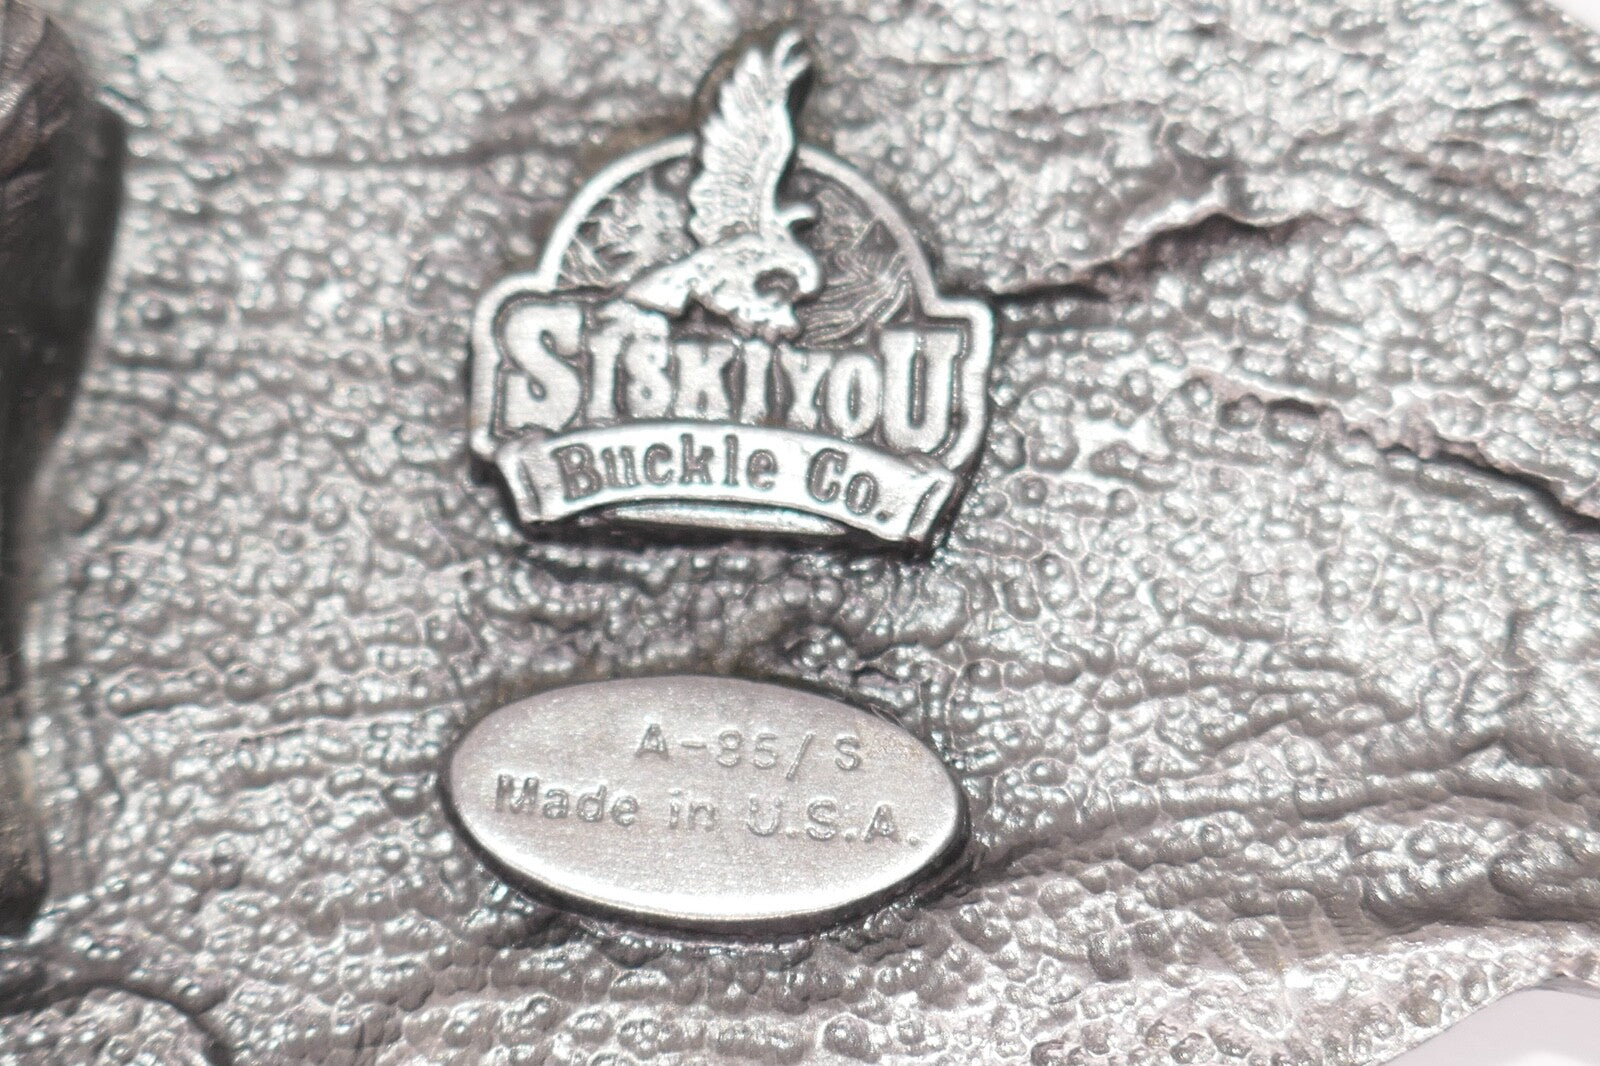 SISKIYOU
Buckle Co.
A-85/S
Made in U.S.A.